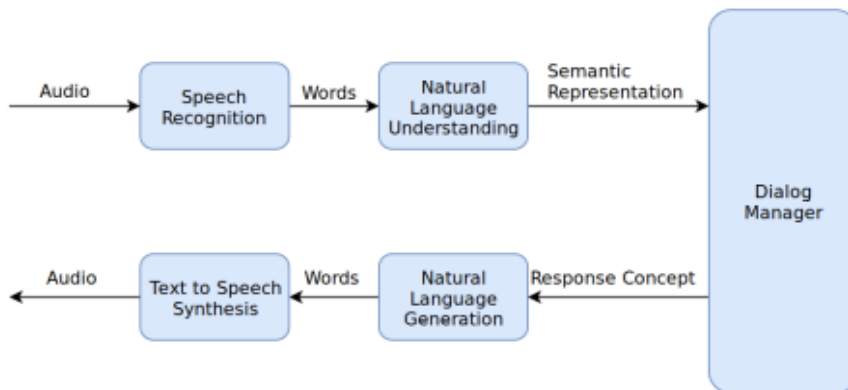 Audio
Speech
Recognition
Words
Natural
Language
Understanding
Semantic
Representation
Dialog
Manager
Audio
Text to Speech
Synthesis
Words
Natural
Language
Generation
Response Concept